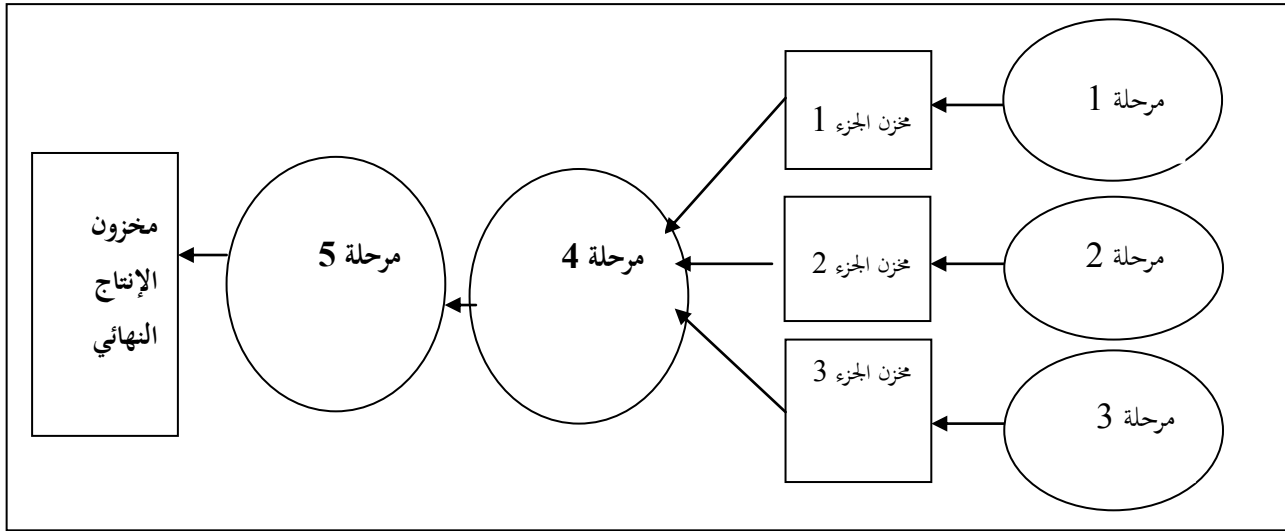 مرحلة 1
مخزن الجزء 1
مرحلة 2
مخزن الجزء 2
مرحلة 3
مخزن الجزء 3
مرحلة 4
مرحلة 5
مخزون
الإنتاج
النهائي